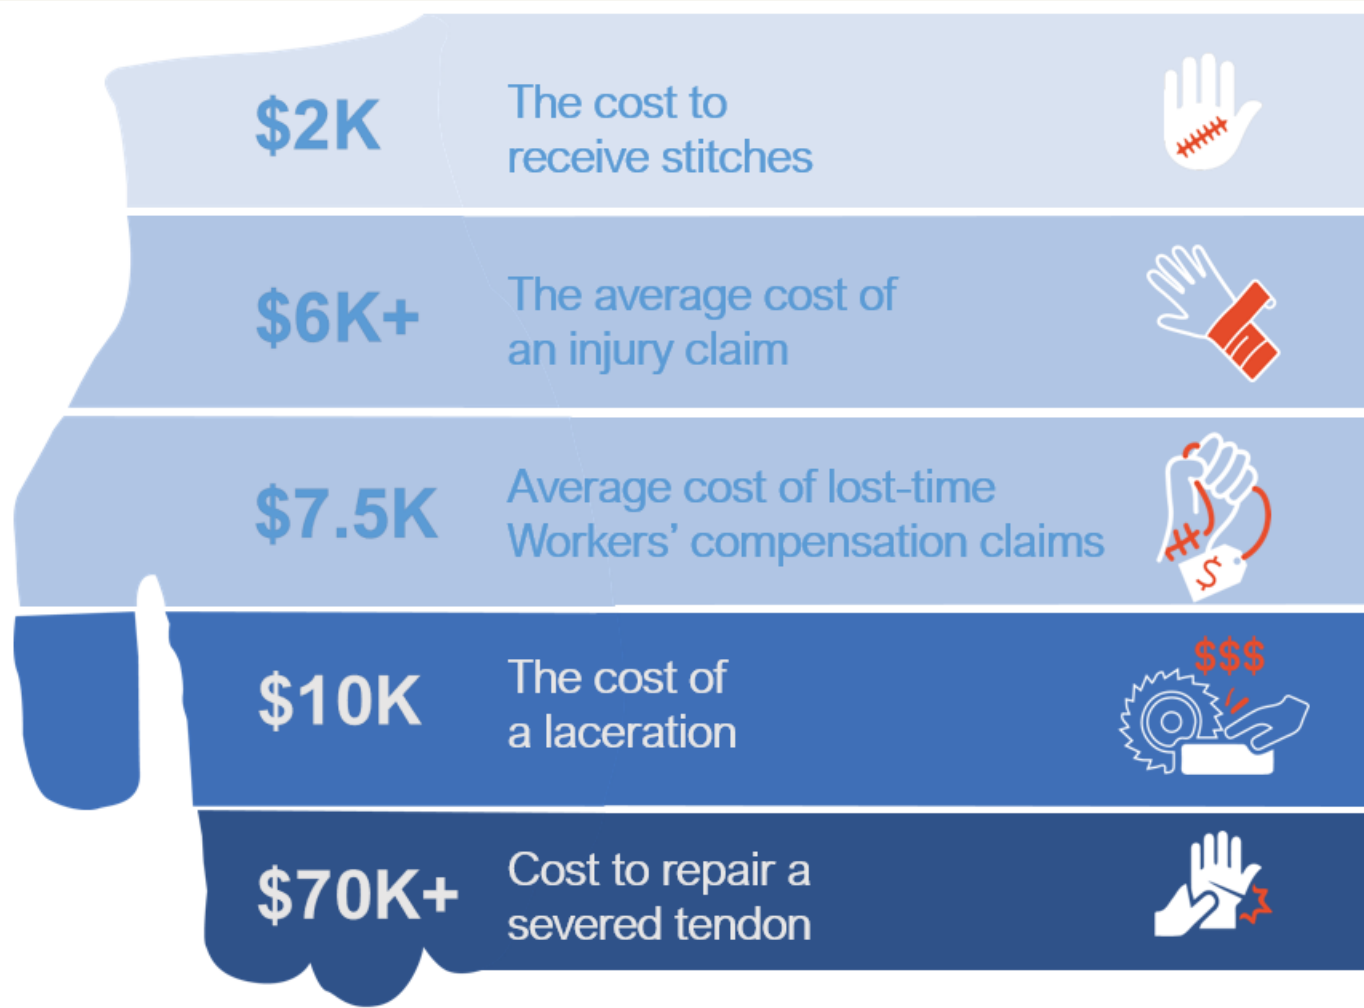 $2K
The cost to
receive stitches
$6K+
The average cost of
an injury claim
$7.5K
Average cost of lost-time
Workers’ compensation claims
$
$10K
The cost of
a laceration
$$$
$70K+
Cost to repair a
severed tendon